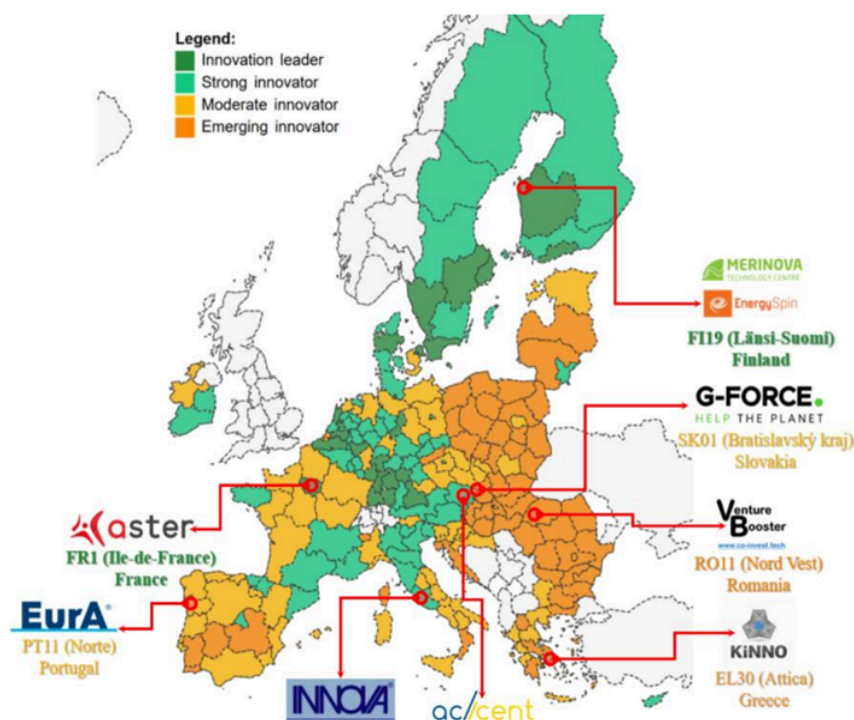 Legend:
Innovation leader
Strong innovator
Moderate innovator
Emerging innovator
MERINOVA
TECHNOLOGY CENTRE
EnergySpin
FI19 (Länsi-Suomi)
Finland
G-FORCE.
HELP THE PLANET
SK01 (Bratislavský kraj)
Slovakia
aster
FR1 (Ile-de-France)
France
Venture
Booster
www.co-invest.tech
RO11 (Nord Vest)
Romania
EurA
PT11 (Norte)
Portugal
KiNNO
EL30 (Attica)
Greece
INNOVA
ac//cent